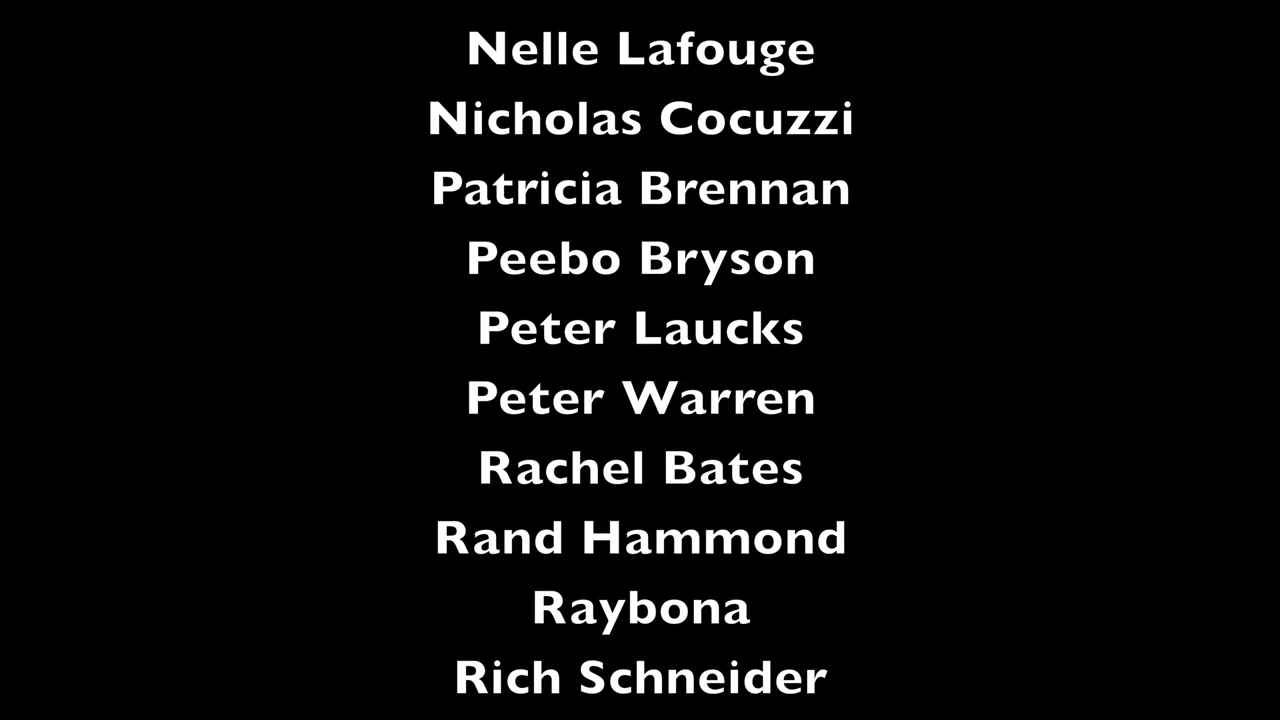 Nelle Lafouge
Nicholas Cocuzzi
Patricia Brennan
Peebo Bryson
Peter Laucks
Peter Warren
Rachel Bates
Rand Hammond
Raybona
Rich Schneider